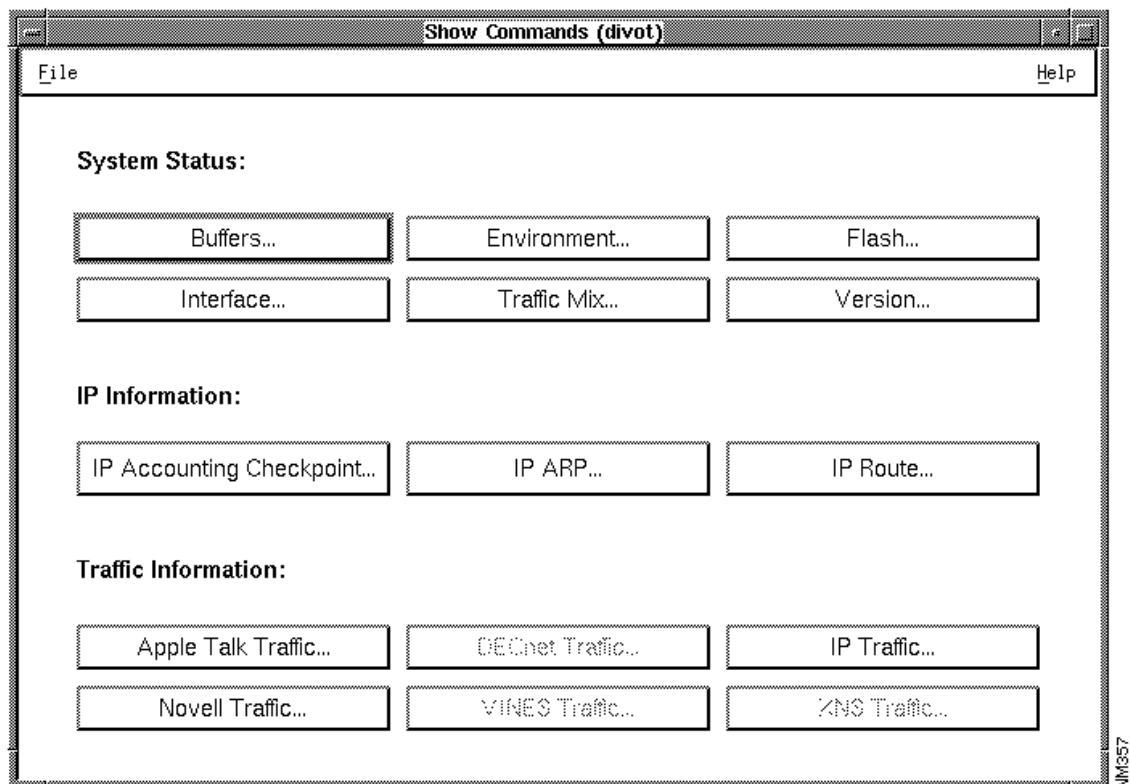 Show Commands (divot)
File Help
System Status:
Buffers... Environment... Flash...
Interface... Traffic Mix... Version...
IP Information:
IP Accounting Checkpoint... IP ARP... IP Route...
Traffic Information:
Apple Talk Traffic... DECnet Traffic... IP Traffic...
Novell Traffic... VINES Traffic... XNS Traffic...
NM357